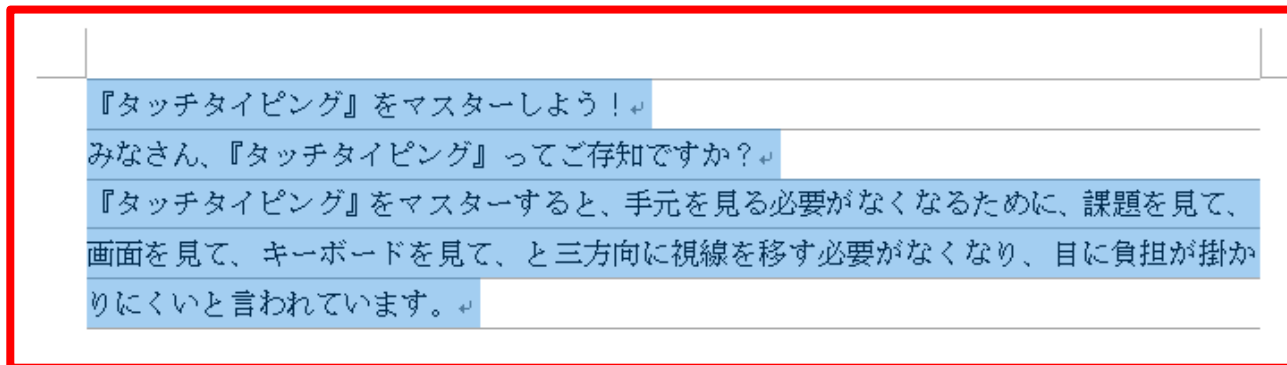 『タッチタイピング』をマスターしよう！
みなさん、『タッチタイピング』ってご存知ですか？
『タッチタイピング』をマスターすると、手元を見る必要がなくなるために、課題を見て、
画面を見て、キーボードを見て、と三方向に視線を移す必要がなくなり、目に負担が掛か
りにくいと言われています。